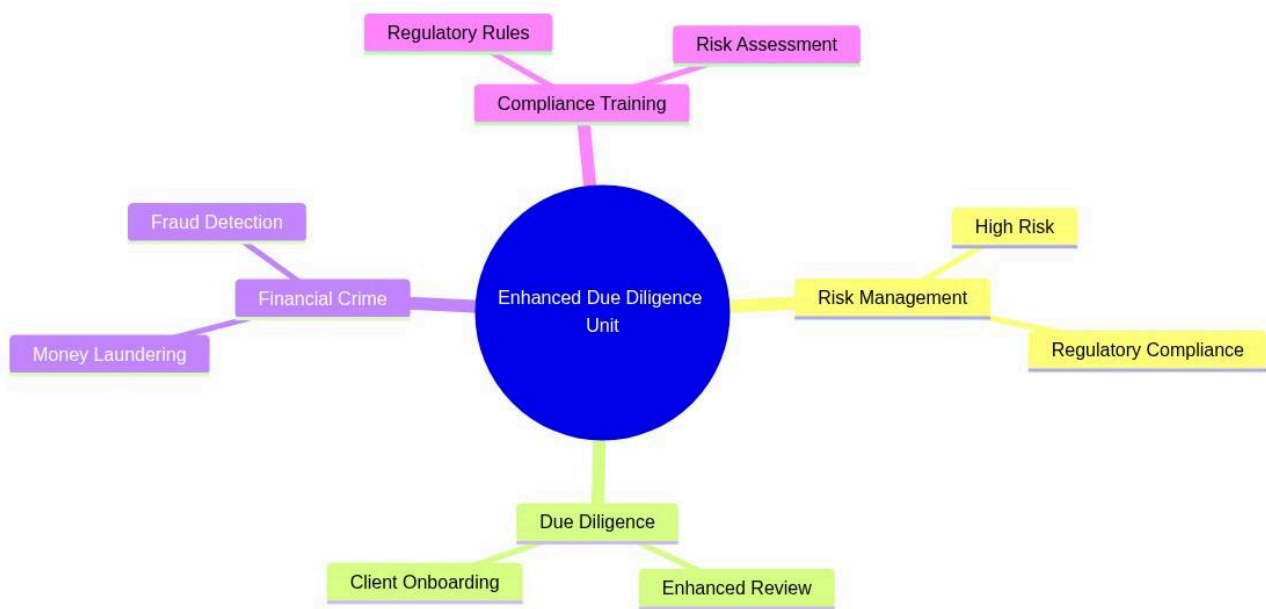 Regulatory Rules
Risk Assessment
Compliance Training
Fraud Detection
High Risk
Financial Crime
Enhanced Due Diligence
Unit
Risk Management
Money Laundering
Regulatory Compliance
Due Diligence
Client Onboarding
Enhanced Review